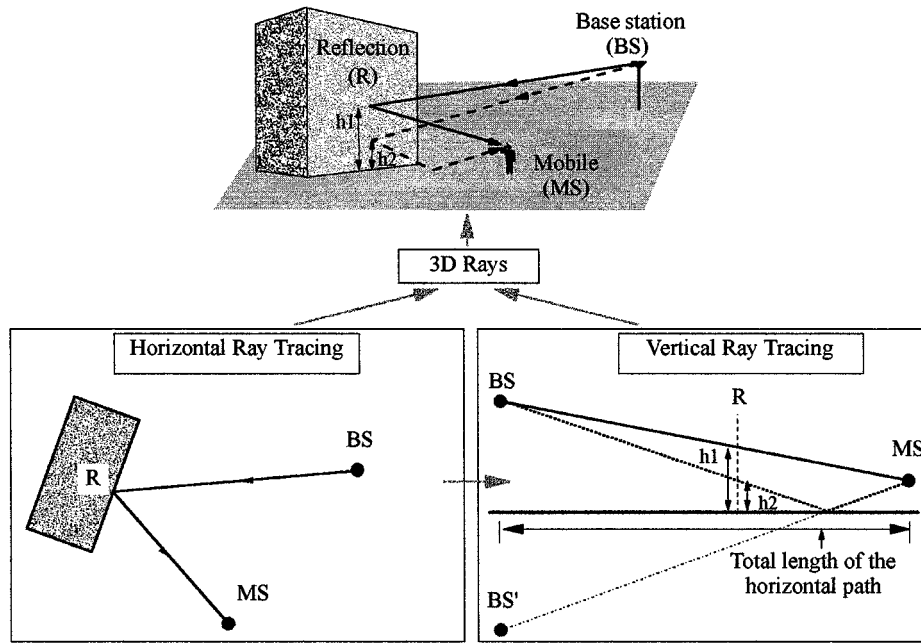 Base station
(BS)
Reflection
(R)
h1
h2
Mobile
(MS)
3D Rays
Horizontal Ray Tracing
R
BS
MS
Vertical Ray Tracing
BS
R
MS
h1
h2
Total length of the
horizontal path
BS'